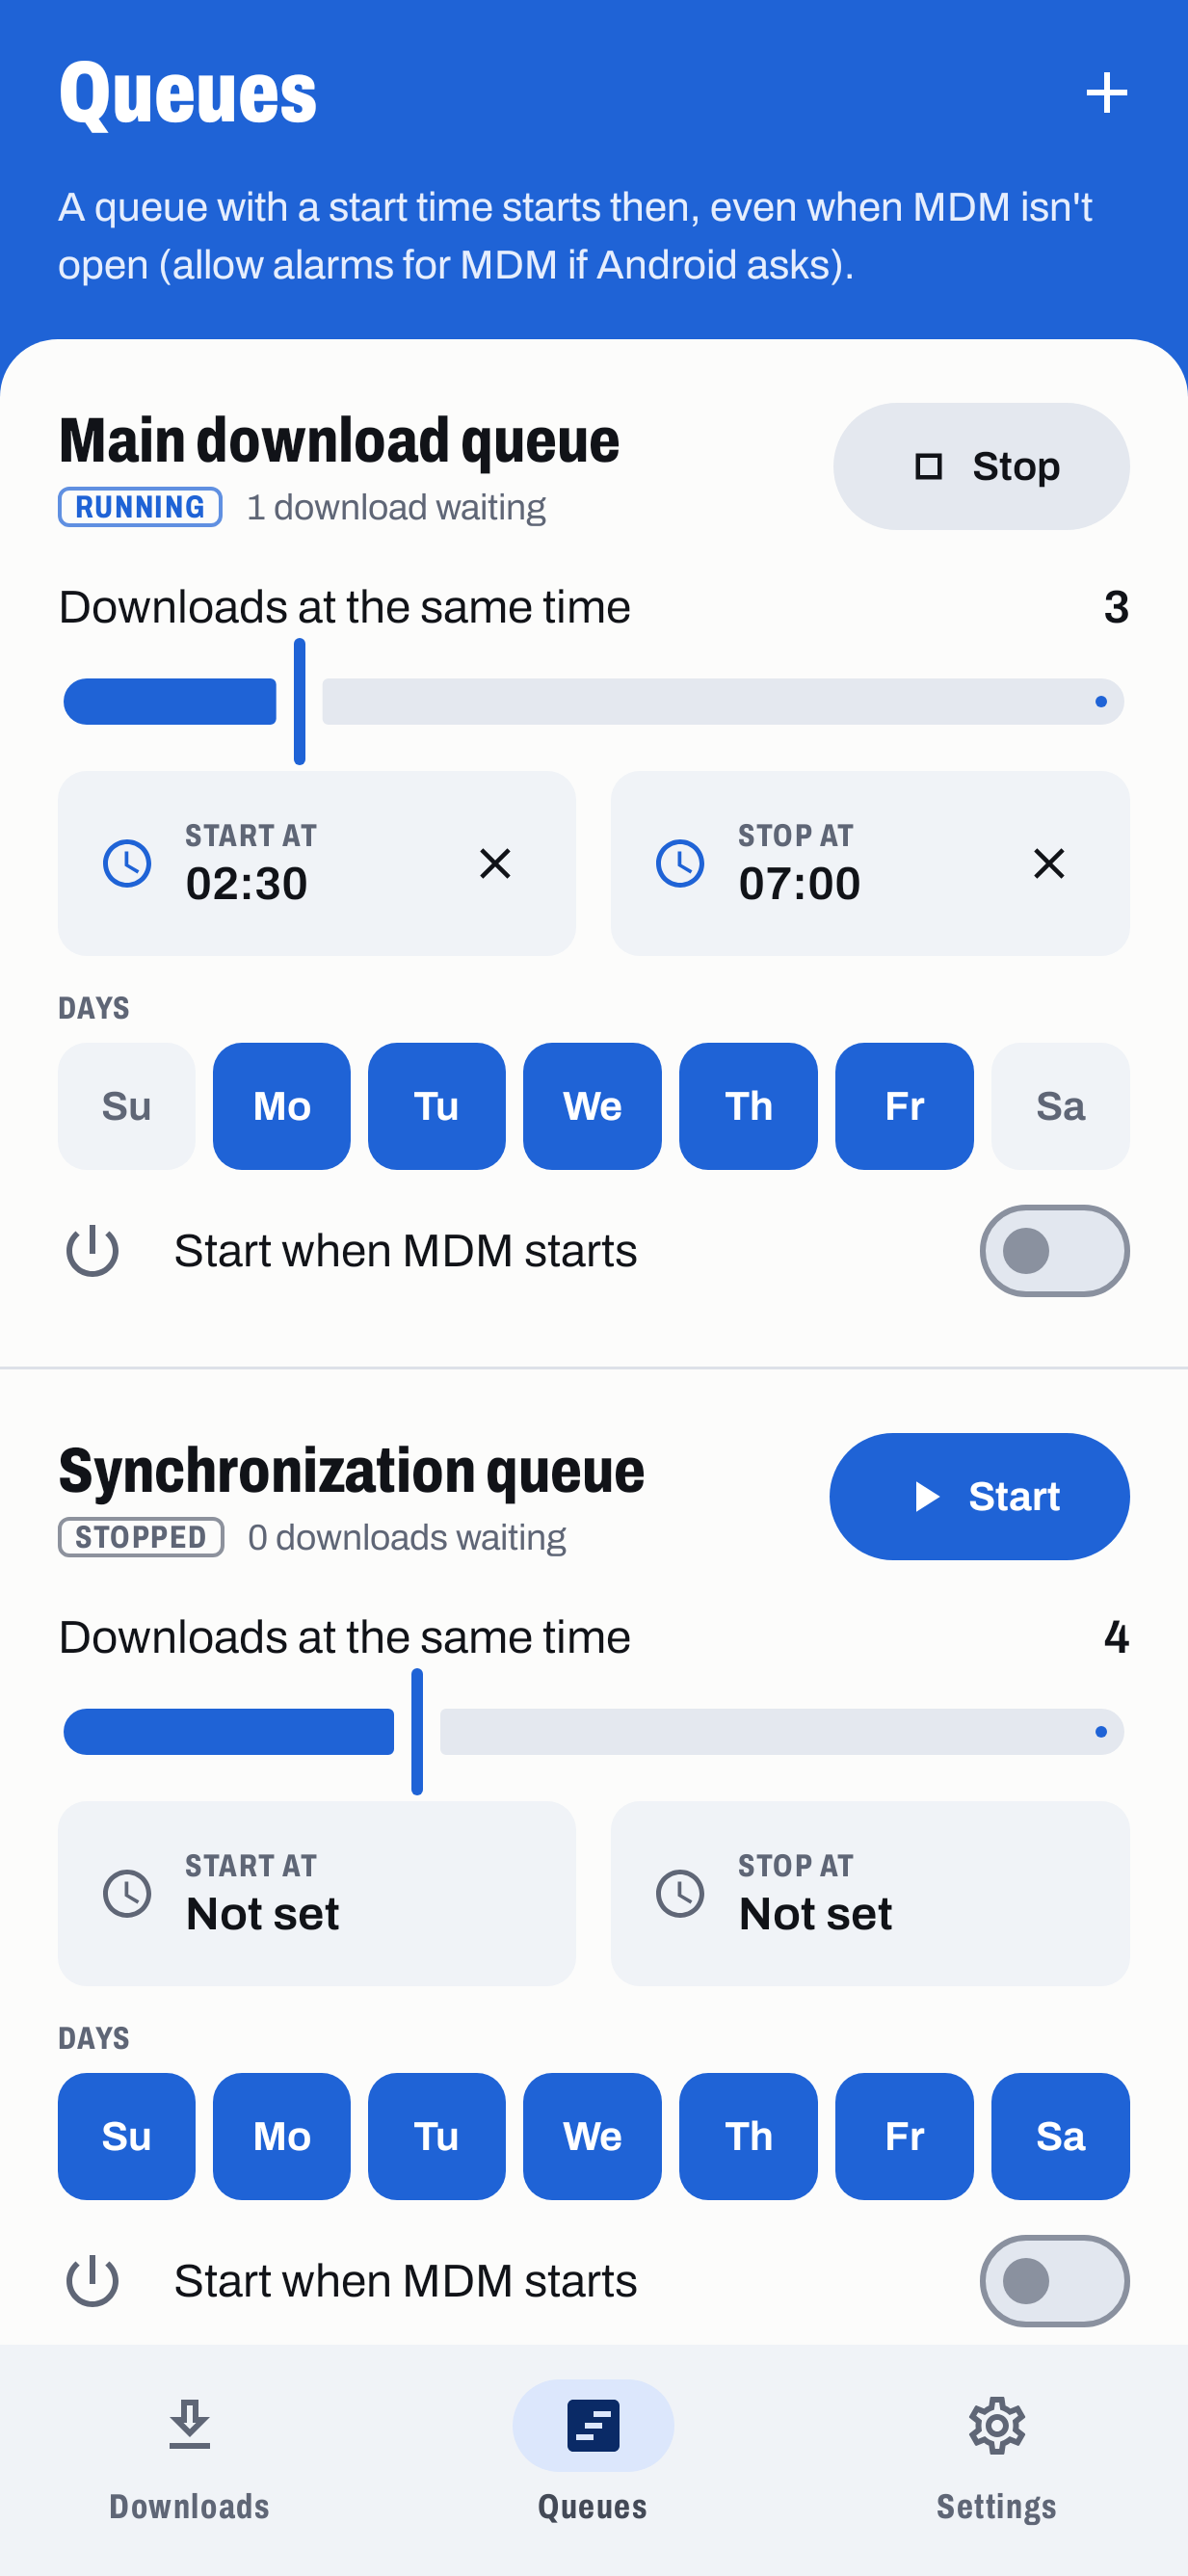 Queues
A queue with a start time starts then, even when MDM isn't
open (allow alarms for MDM if Android asks).
Main download queue
Stop
RUNNING 1 download waiting
Downloads at the same time 3
START AT
02:30
STOP AT
07:00
DAYS
Su Mo Tu We Th Fr Sa
Start when MDM starts
Synchronization queue
Start
STOPPED 0 downloads waiting
Downloads at the same time 4
START AT
Not set
STOP AT
Not set
DAYS
Su Mo Tu We Th Fr Sa
Start when MDM starts
Downloads Queues Settings